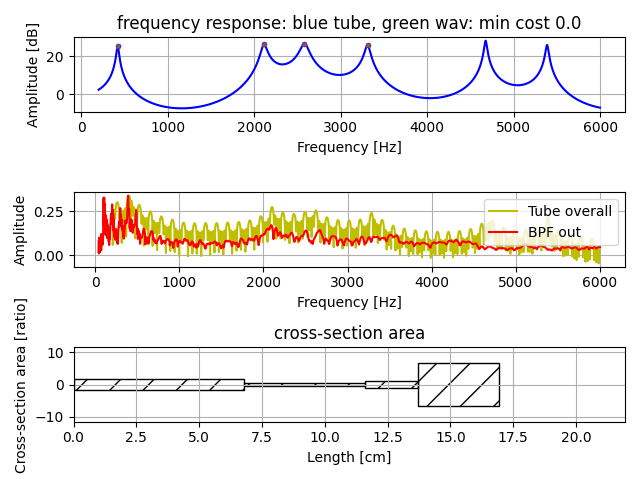 frequency response: blue tube, green wav: min cost 0.0
Amplitude [dB]
20
0
0 1000 2000 3000 4000 5000 6000
Frequency [Hz]
Amplitude
0.25
0.00
Tube overall
BPF out
0 1000 2000 3000 4000 5000 6000
Frequency [Hz]
cross-section area
Cross-section area [ratio]
10
0
−10
0.0 2.5 5.0 7.5 10.0 12.5 15.0 17.5 20.0
Length [cm]